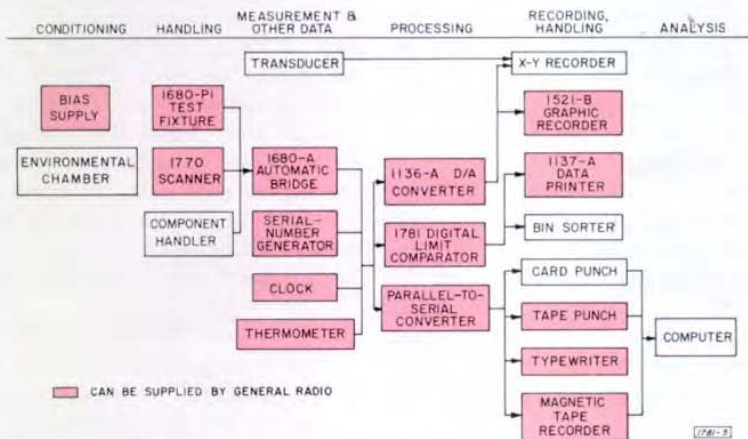 CONDITIONING
HANDLING
MEASUREMENT &
OTHER DATA
PROCESSING
RECORDING,
HANDLING
ANALYSIS
BIAS
SUPPLY
ENVIRONMENTAL
CHAMBER
1680-P1
TEST
FIXTURE
1770
SCANNER
COMPONENT
HANDLER
TRANSDUCER
1680-A
AUTOMATIC
BRIDGE
SERIAL-
NUMBER
GENERATOR
CLOCK
THERMOMETER
1136-A D/A
CONVERTER
1781 DIGITAL
LIMIT
COMPARATOR
PARALLEL-TO-
SERIAL
CONVERTER
X-Y RECORDER
1521-B
GRAPHIC
RECORDER
1137-A
DATA
PRINTER
BIN SORTER
CARD PUNCH
TAPE PUNCH
TYPEWRITER
MAGNETIC
TAPE
RECORDER
COMPUTER
CAN BE SUPPLIED BY GENERAL RADIO
1781-5